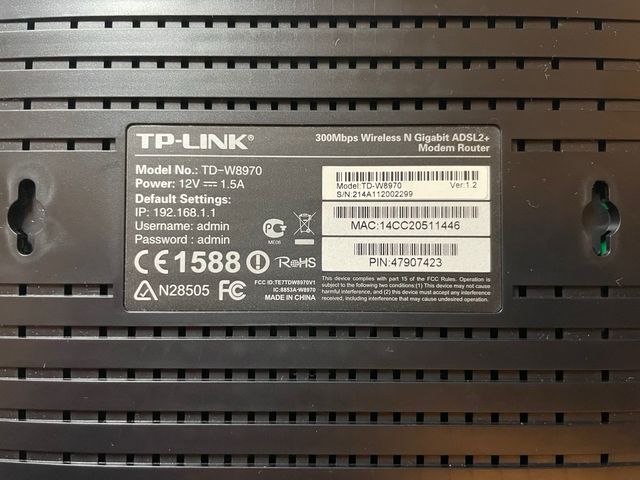 TP-LINK®
300Mbps Wireless N Gigabit ADSL2+
Modem Router
Model No.: TD-W8970
Power: 12V⎓1.5A
Default Settings:
IP: 192.168.1.1
Username: admin
Password : admin
Model:TD-W8970 Ver:1.2
S/N:214A112002299
MAC:14CC20511446
PIN:47907423
PG
ME06
CE1588
RoHS
N28505
FC
FCC ID:TE7TDW8970V1
IC:8853A-W8970
MADE IN CHINA
This device complies with part 15 of the FCC Rules. Operation is
subject to the following two conditions:(1) This device may not cause
harmful interference, and (2) this device must accept any interference
received, including interference that may cause undesired operation.